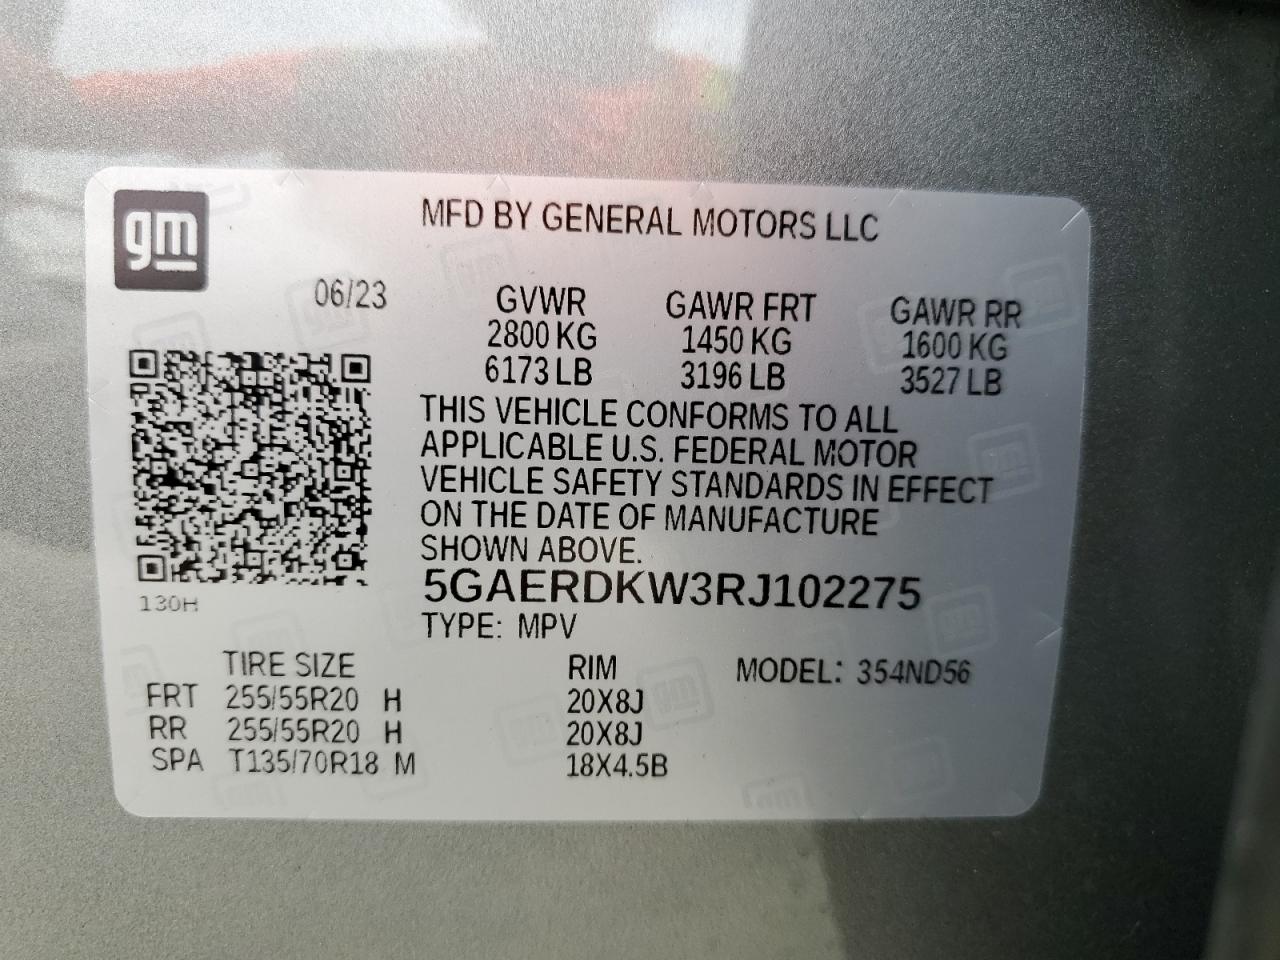 gm
MFD BY GENERAL MOTORS LLC
06/23
GVWR GAWR FRT GAWR RR
2800 KG 1450 KG 1600 KG
6173 LB 3196 LB 3527 LB
THIS VEHICLE CONFORMS TO ALL
APPLICABLE U.S. FEDERAL MOTOR
VEHICLE SAFETY STANDARDS IN EFFECT
ON THE DATE OF MANUFACTURE
SHOWN ABOVE.
130H
5GAERDKW3RJ102275
TYPE: MPV
TIRE SIZE RIM MODEL: 354ND56
FRT 255/55R20 H 20X8J
RR 255/55R20 H 20X8J
SPA T135/70R18 M 18X4.5B